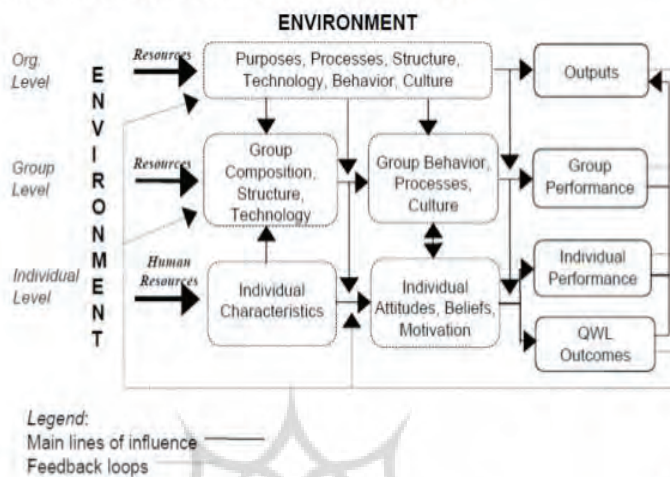 ENVIRONMENT
Org.
Level
Resources
Purposes, Processes, Structure,
Technology, Behavior, Culture
Outputs
E
N
V
I
R
O
N
M
E
N
T
Group
Level
Resources
Group
Composition,
Structure,
Technology
Group Behavior,
Processes,
Culture
Group
Performance
Individual
Level
Human
Resources
Individual
Characteristics
Individual
Attitudes, Beliefs,
Motivation
Individual
Performance
QWL
Outcomes
Legend:
Main lines of influence
Feedback loops